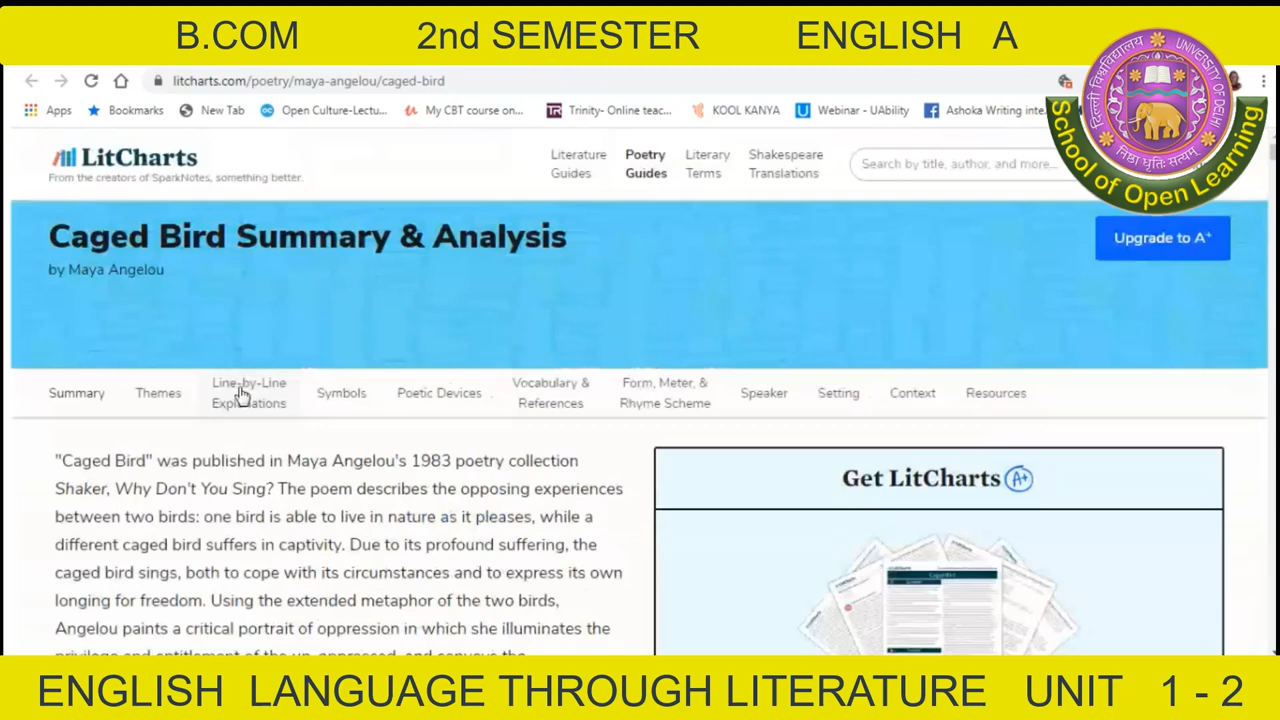 B.COM 2nd SEMESTER ENGLISH A
litcharts.com/poetry/maya-angelou/caged-bird
Apps Bookmarks New Tab Open Culture-Lectu... My CBT course on... Trinity- Online teac... KOOL KANYA Webinar - UAbility Ashoka Writing inte...
दिल्ली विश्वविद्यालय UNIVERSITY OF DELHI
निष्ठा धृतिः सत्यम्
School of Open Learning
LitCharts
From the creators of SparkNotes, something better.
Literature Guides
Poetry Guides
Literary Terms
Shakespeare Translations
Search by title, author, and more...
Caged Bird Summary & Analysis
by Maya Angelou
Upgrade to A+
Summary
Themes
Line-by-Line
Explanations
Symbols
Poetic Devices
Vocabulary &
References
Form, Meter, &
Rhyme Scheme
Speaker
Setting
Context
Resources
"Caged Bird" was published in Maya Angelou's 1983 poetry collection
Shaker, Why Don't You Sing? The poem describes the opposing experiences
between two birds: one bird is able to live in nature as it pleases, while a
different caged bird suffers in captivity. Due to its profound suffering, the
caged bird sings, both to cope with its circumstances and to express its own
longing for freedom. Using the extended metaphor of the two birds,
Angelou paints a critical portrait of oppression in which she illuminates the
Get LitCharts A+
ENGLISH LANGUAGE THROUGH LITERATURE UNIT 1 - 2